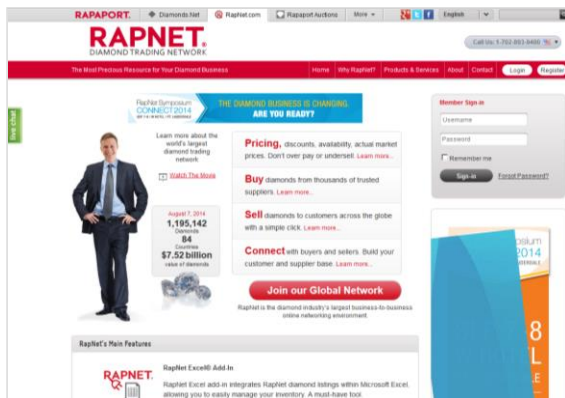 RAPAPORT. Diamonds.Net RapNet.com Rapaport Auctions More English
RAPNET.
DIAMOND TRADING NETWORK
Call Us: 1-702-893-9400
The Most Precious Resource for Your Diamond Business
Home Why RapNet? Products & Services About Contact Login Register
live chat
RapNet Symposium
CONNECT 2014
THE DIAMOND BUSINESS IS CHANGING
ARE YOU READY?
Learn more about the
world's largest
diamond trading
network
Watch The Movie
August 7, 2014
1,195,142
Diamonds
84
Countries
$7.52 billion
value of diamonds
Pricing, discounts, availability, actual market
prices. Don't over pay or undersell. Learn more...
Buy diamonds from thousands of trusted
suppliers. Learn more...
Sell diamonds to customers across the globe
with a simple click. Learn more...
Connect with buyers and sellers. Build your
customer and supplier base. Learn more...
Join our Global Network
RapNet is the diamond industry's largest business-to-business
online networking environment.
Member Sign-in
Username
Password
Remember me
Sign-in Forgot Password?
posium
2014
8
EL
E
RapNet's Main Features
RAPNET.
RapNet Excel® Add-In
RapNet Excel add-in integrates RapNet diamond listings within Microsoft Excel,
allowing you to easily manage your inventory. A must-have tool